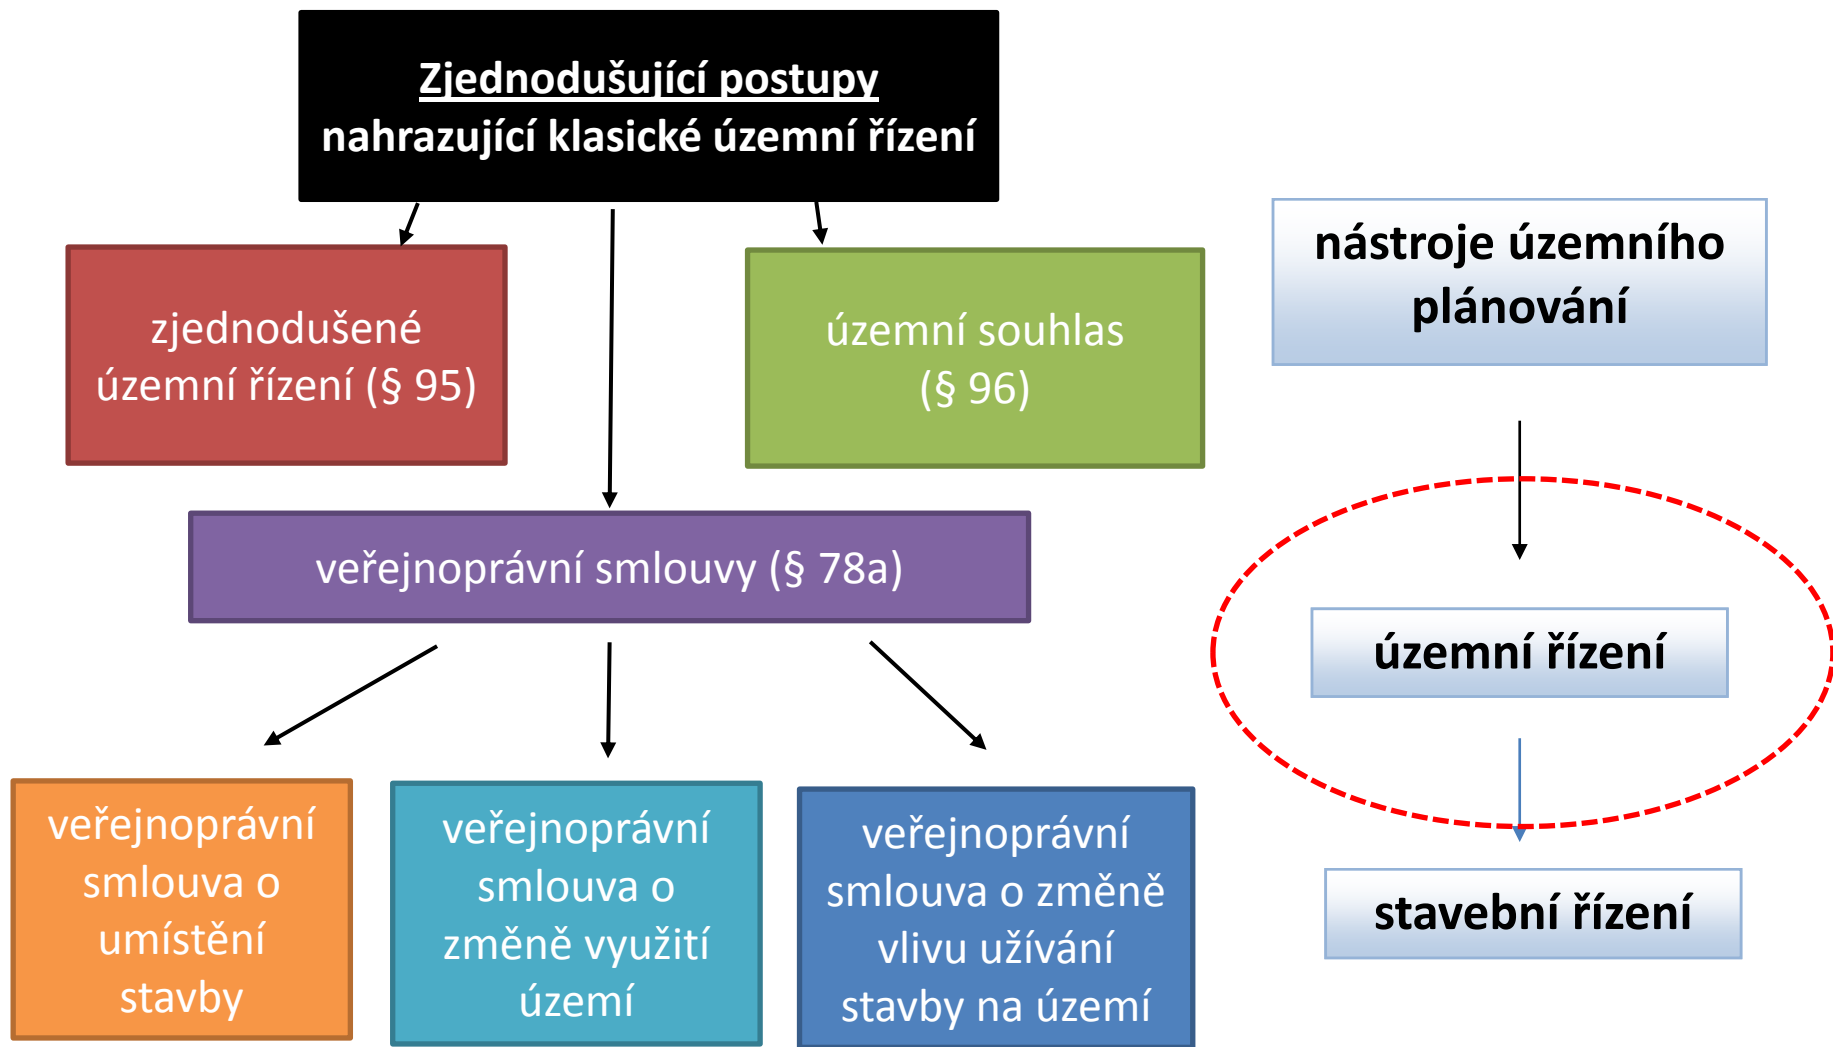 Zjednodušující postupy
nahrazující klasické územní řízení
zjednodušené
územní řízení (§ 95)
územní souhlas
(§ 96)
veřejnoprávní smlouvy (§ 78a)
veřejnoprávní
smlouva o
umístění
stavby
veřejnoprávní
smlouva o
změně využití
území
veřejnoprávní
smlouva o změně
vlivu užívání
stavby na území
nástroje územního
plánování
územní řízení
stavební řízení